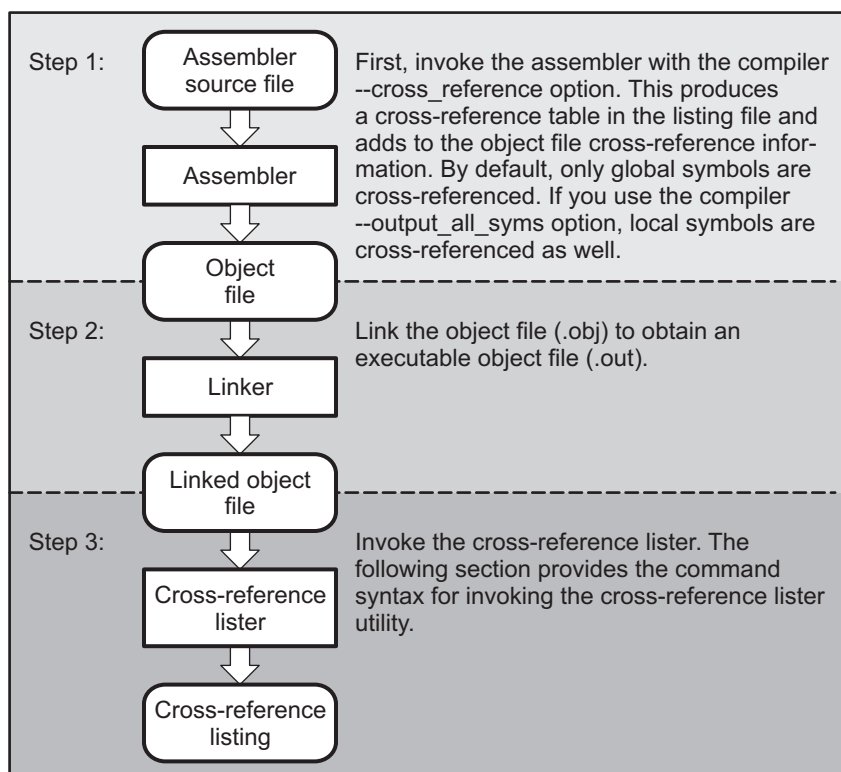 Step 1:
Assembler
source file
Assembler
Object
file
First, invoke the assembler with the compiler
--cross_reference option. This produces
a cross-reference table in the listing file and
adds to the object file cross-reference infor-
mation. By default, only global symbols are
cross-referenced. If you use the compiler
--output_all_syms option, local symbols are
cross-referenced as well.
Step 2:
Linker
Linked object
file
Link the object file (.obj) to obtain an
executable object file (.out).
Step 3:
Cross-reference
lister
Cross-reference
listing
Invoke the cross-reference lister. The
following section provides the command
syntax for invoking the cross-reference lister
utility.